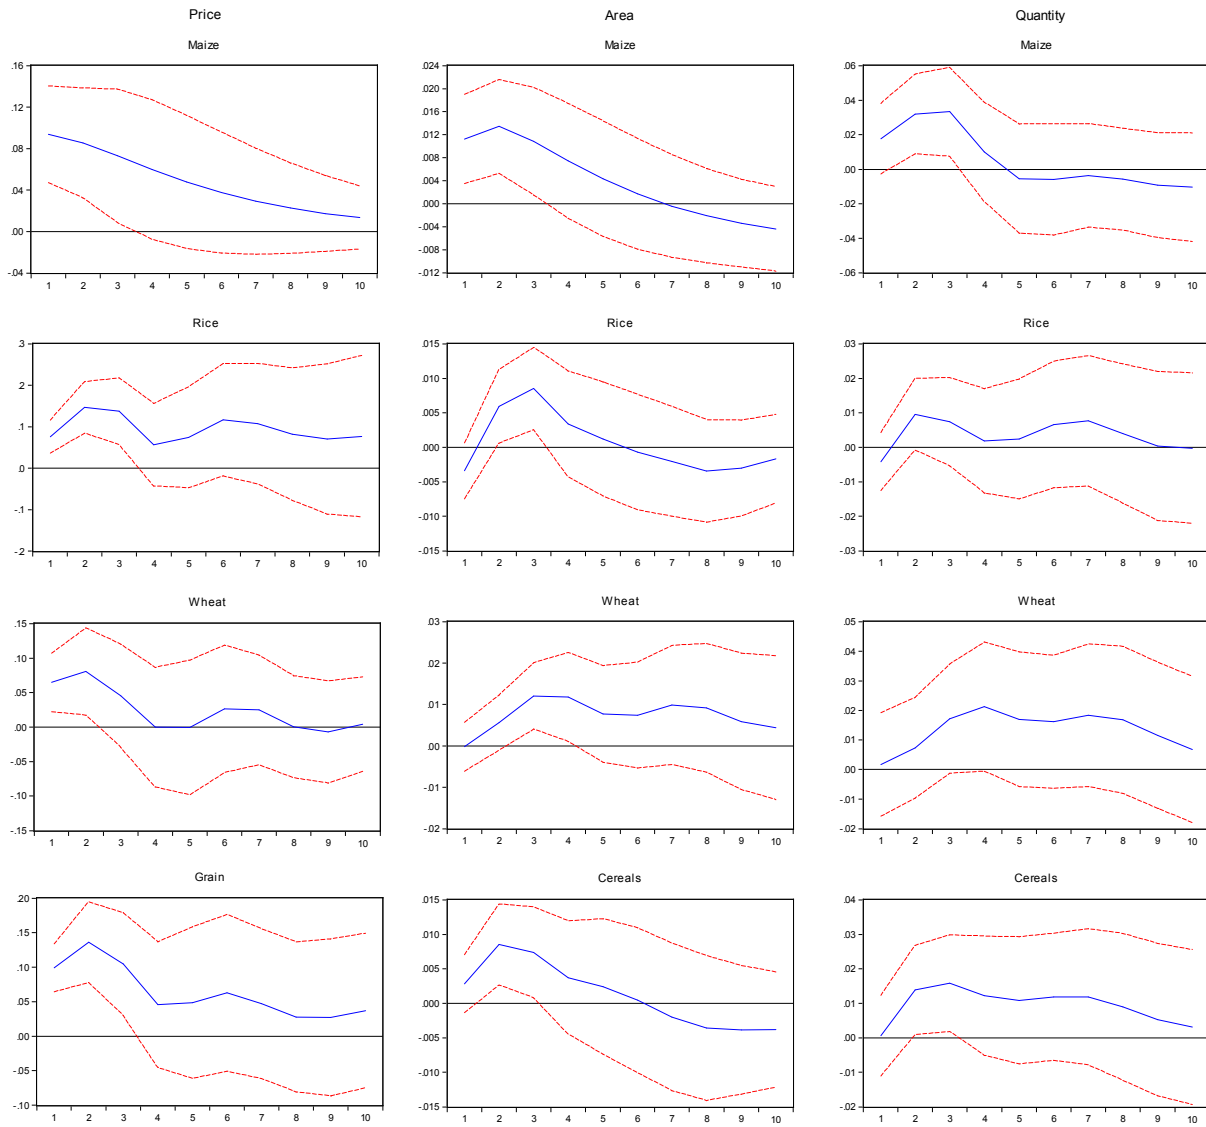 Price Area Quantity
Maize Maize Maize
.16 .024 .06
.020
.12 .04
.016
.012 .02
.08
.008
.00
.04 .004
.000 -.02
.00
-.004
-.04
-.008
-.04 -.012 -.06
1 2 3 4 5 6 7 8 9 10 1 2 3 4 5 6 7 8 9 10 1 2 3 4 5 6 7 8 9 10
Rice Rice Rice
.3 .015 .03
.2 .010 .02
.1 .005 .01
.0 .000 .00
-.005 -.01
-.1 -.010 -.02
-.2 -.015 -.03
1 2 3 4 5 6 7 8 9 10 1 2 3 4 5 6 7 8 9 10 1 2 3 4 5 6 7 8 9 10
Wheat Wheat Wheat
.15 .03 .05
.10 .02 .04
.05 .03
.01
.00 .02
.00 .01
-.05
.00
-.10 -.01
-.01
-.15 -.02 -.02
1 2 3 4 5 6 7 8 9 10 1 2 3 4 5 6 7 8 9 10 1 2 3 4 5 6 7 8 9 10
Grain Cereals Cereals
.20 .015 .04
.15 .010 .03
.10 .005 .02
.05 .000 .01
.00 -.005 .00
-.05 -.010 -.01
-.10 -.015 -.02
1 2 3 4 5 6 7 8 9 10 1 2 3 4 5 6 7 8 9 10 1 2 3 4 5 6 7 8 9 10